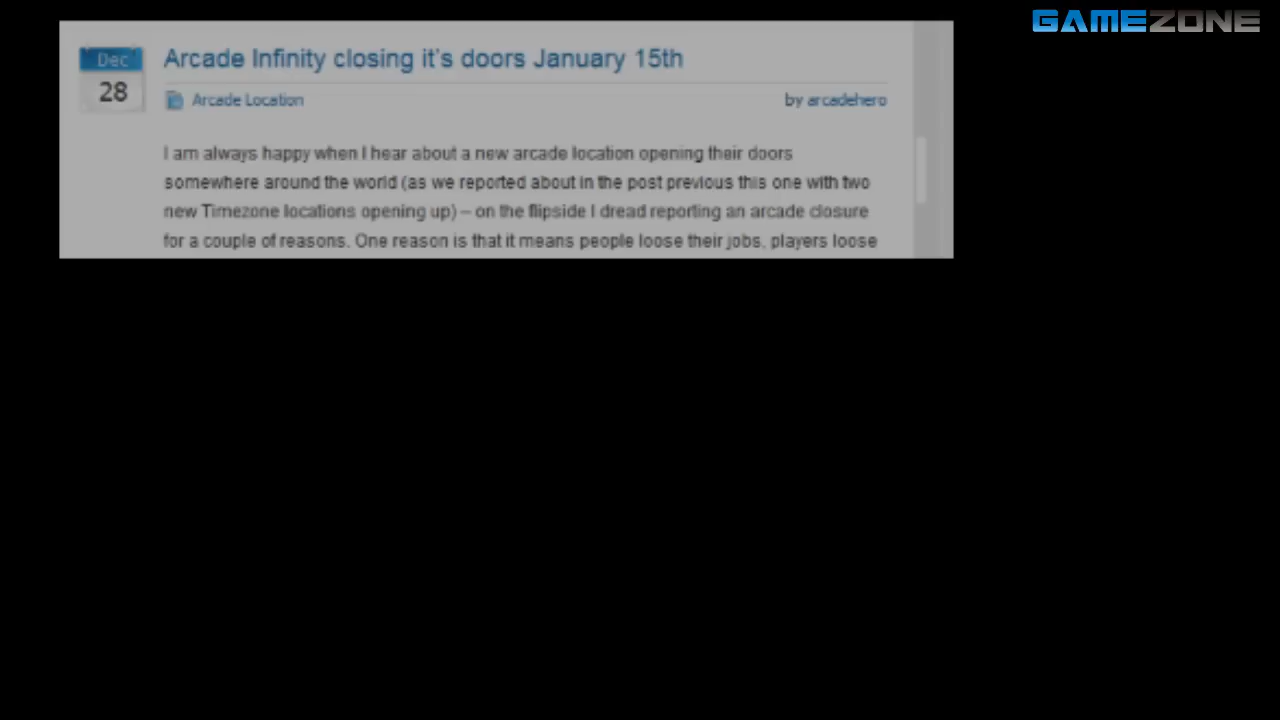 GAMEZONE
Dec
28
Arcade Infinity closing it's doors January 15th
Arcade Location
by arcadehero
I am always happy when I hear about a new arcade location opening their doors
somewhere around the world (as we reported about in the post previous this one with two
new Timezone locations opening up) – on the flipside I dread reporting an arcade closure
for a couple of reasons. One reason is that it means people loose their jobs, players loose